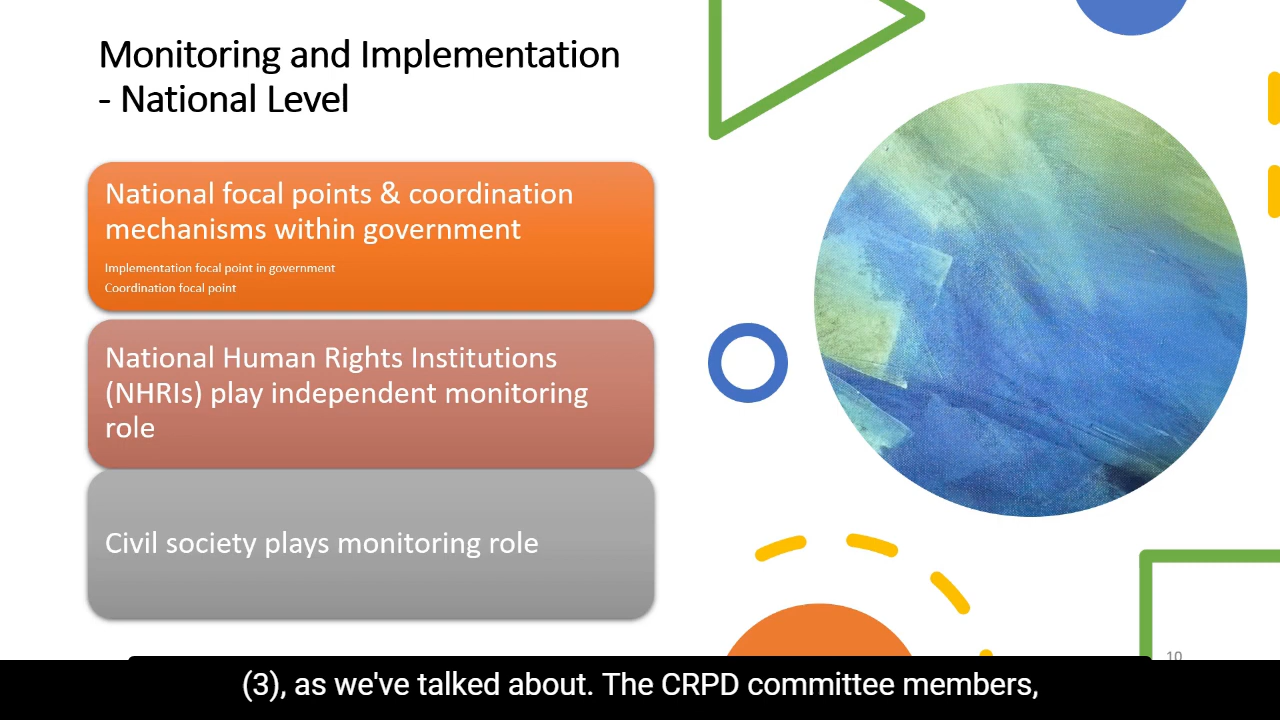 Monitoring and Implementation
- National Level
National focal points & coordination
mechanisms within government
Implementation focal point in government
Coordination focal point
National Human Rights Institutions
(NHRIs) play independent monitoring
role
Civil society plays monitoring role
10
(3), as we've talked about. The CRPD committee members,